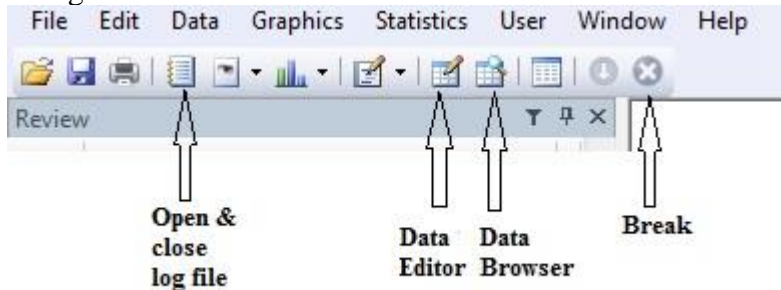 File Edit Data Graphics Statistics User Window Help
Review
Open &
close
log file
Data
Editor
Data
Browser
Break